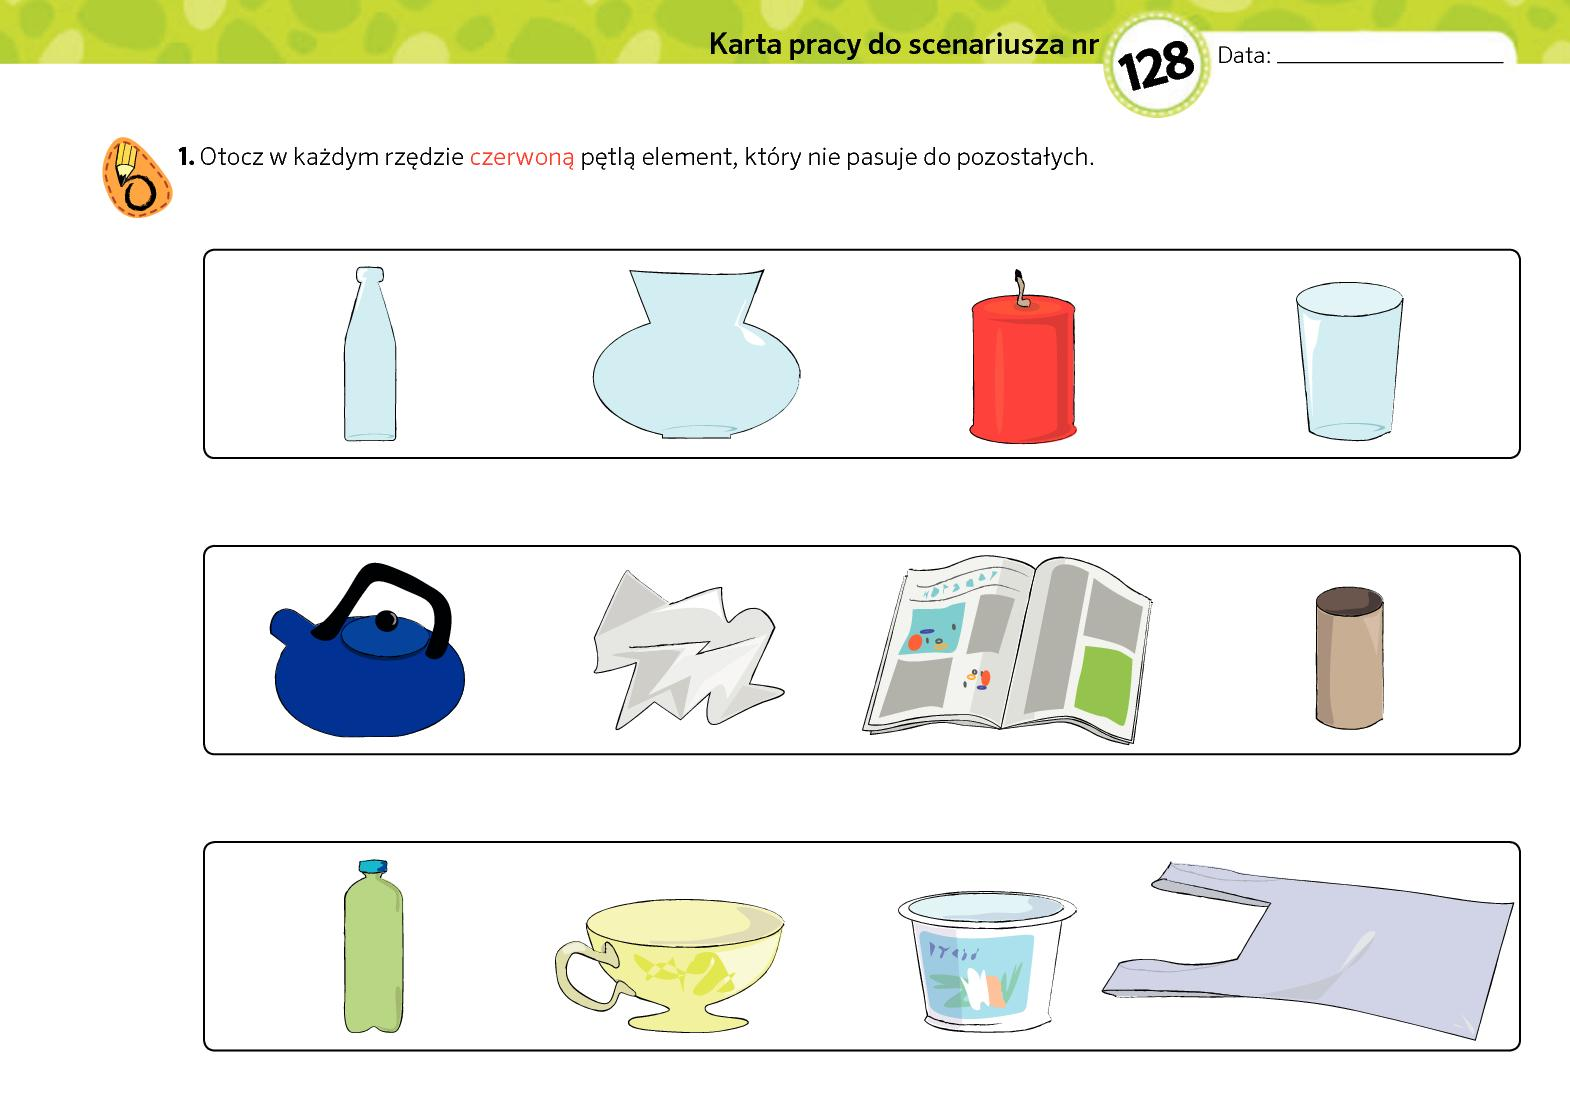 Karta pracy do scenariusza nr 128 Data:
1. Otocz w każdym rzędzie czerwoną pętlą element, który nie pasuje do pozostałych.